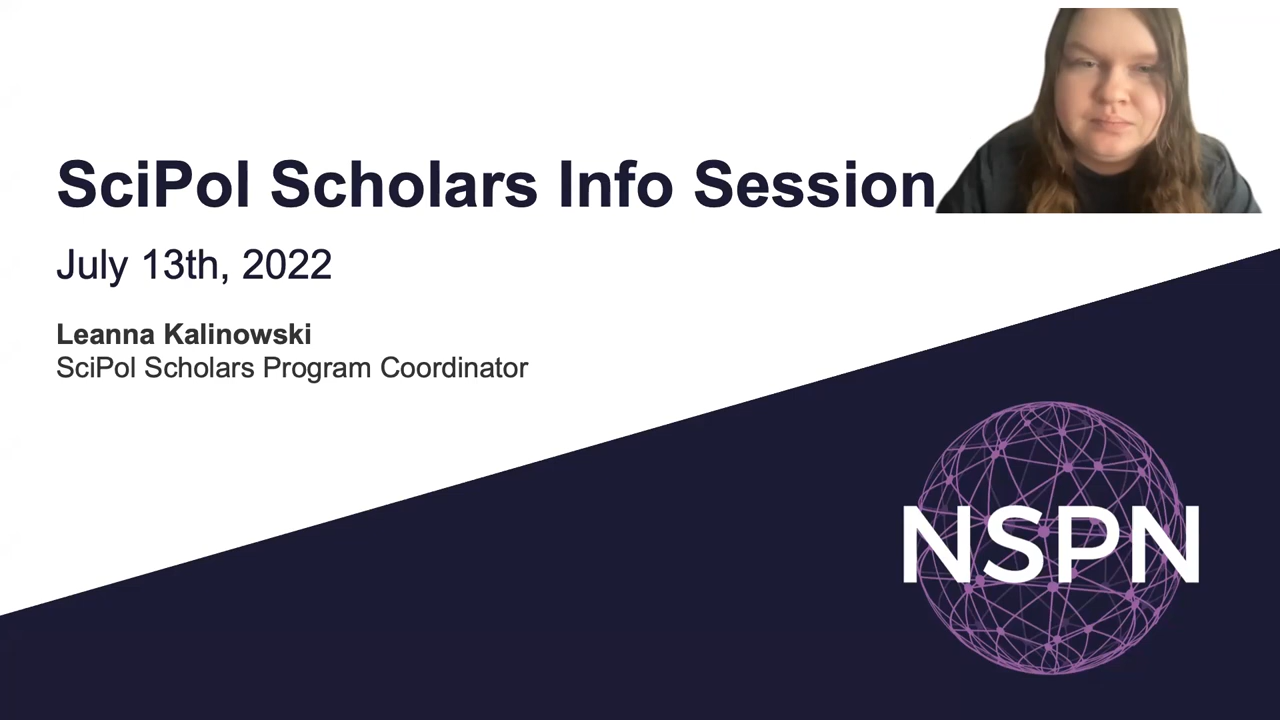 SciPol Scholars Info Session
July 13th, 2022
Leanna Kalinowski
SciPol Scholars Program Coordinator
NSPN